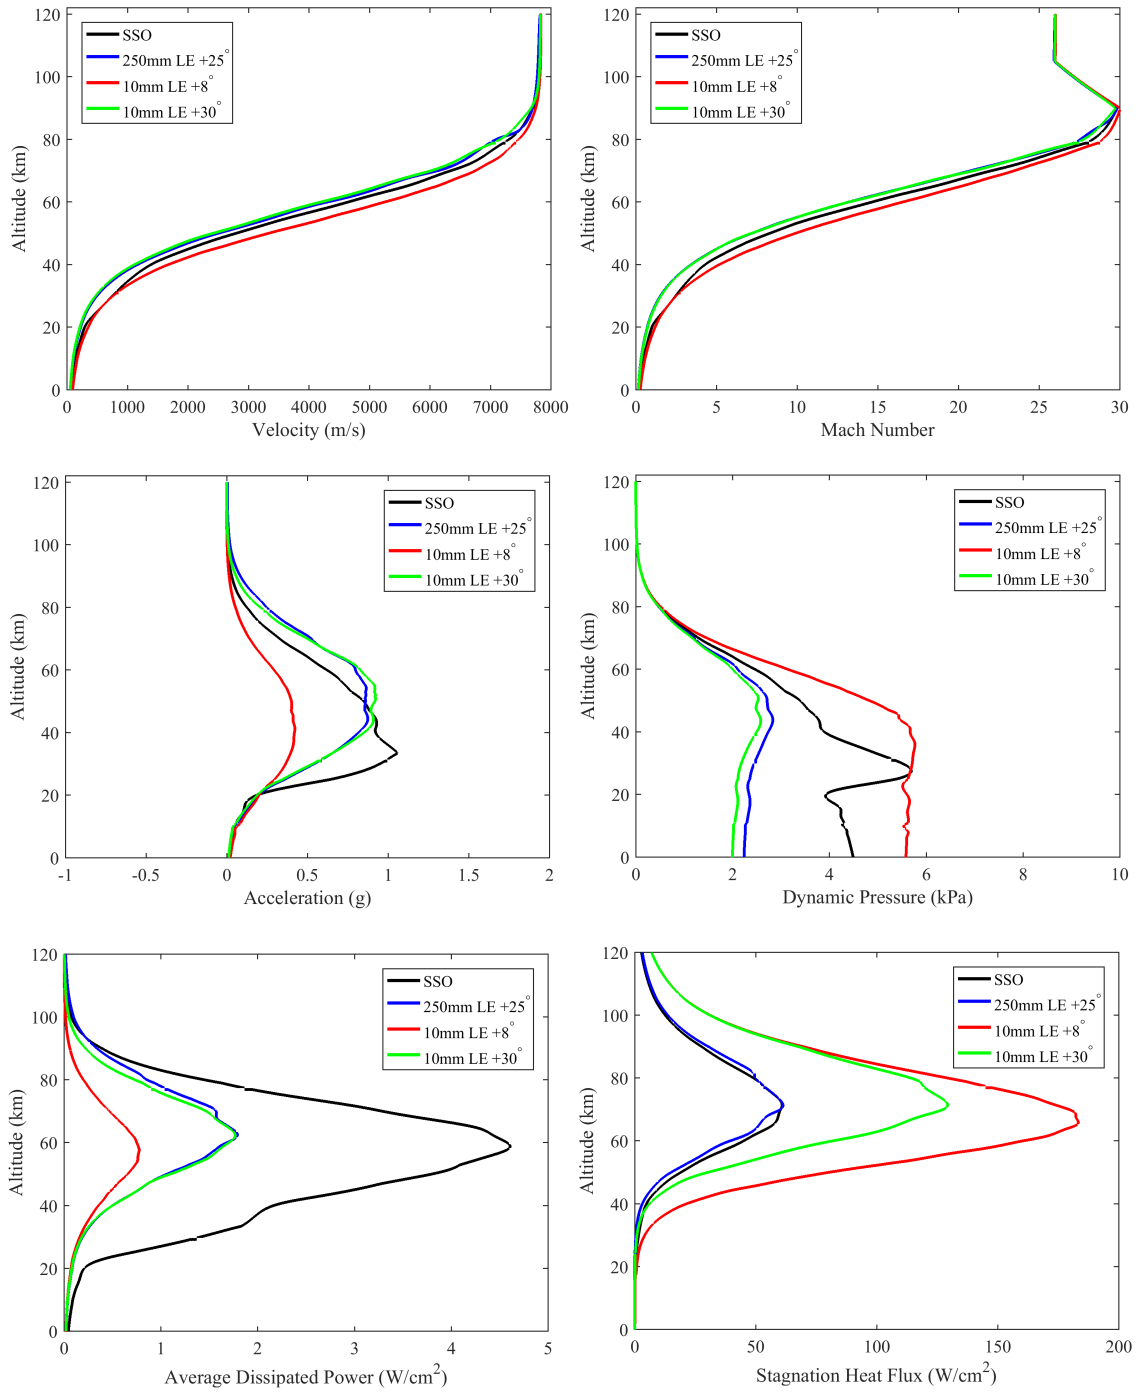 120
100
80
60
40
20
0
Altitude (km)
SSO
250mm LE +25°
10mm LE +8°
10mm LE +30°
0 1000 2000 3000 4000 5000 6000 7000 8000
Velocity (m/s)
120
100
80
60
40
20
0
Altitude (km)
SSO
250mm LE +25°
10mm LE +8°
10mm LE +30°
0 5 10 15 20 25 30
Mach Number
120
100
80
60
40
20
0
Altitude (km)
SSO
250mm LE +25°
10mm LE +8°
10mm LE +30°
-1 -0.5 0 0.5 1 1.5 2
Acceleration (g)
120
100
80
60
40
20
0
Altitude (km)
SSO
250mm LE +25°
10mm LE +8°
10mm LE +30°
0 2 4 6 8 10
Dynamic Pressure (kPa)
120
100
80
60
40
20
0
Altitude (km)
SSO
250mm LE +25°
10mm LE +8°
10mm LE +30°
0 1 2 3 4 5
Average Dissipated Power (W/cm²)
120
100
80
60
40
20
0
Altitude (km)
SSO
250mm LE +25°
10mm LE +8°
10mm LE +30°
0 50 100 150 200
Stagnation Heat Flux (W/cm²)